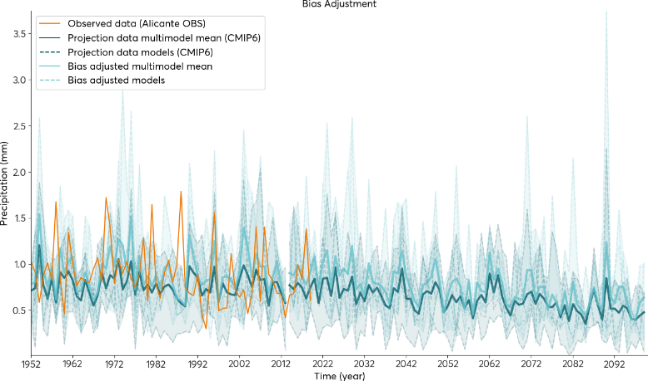 Bias Adjustment
Observed data (Alicante OBS)
Projection data multimodel mean (CMIP6)
Projection data models (CMIP6)
Bias adjusted multimodel mean
Bias adjusted models
Precipitation (mm)
3.5
3.0
2.5
2.0
1.5
1.0
0.5
1952 1962 1972 1982 1992 2002 2012 2022 2032 2042 2052 2062 2072 2082 2092
Time (year)